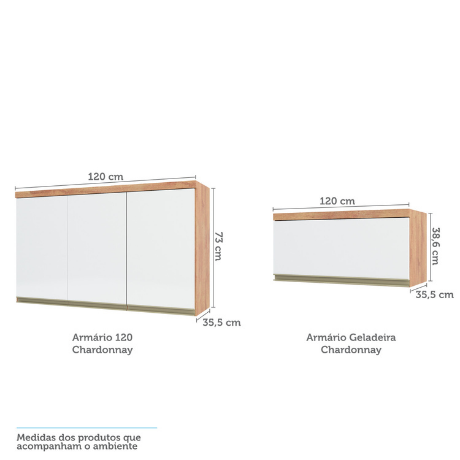 120 cm
73 cm
35,5 cm
Armário 120
Chardonnay
120 cm
38,6 cm
35,5 cm
Armário Geladeira
Chardonnay
Medidas dos produtos que
acompanham o ambiente